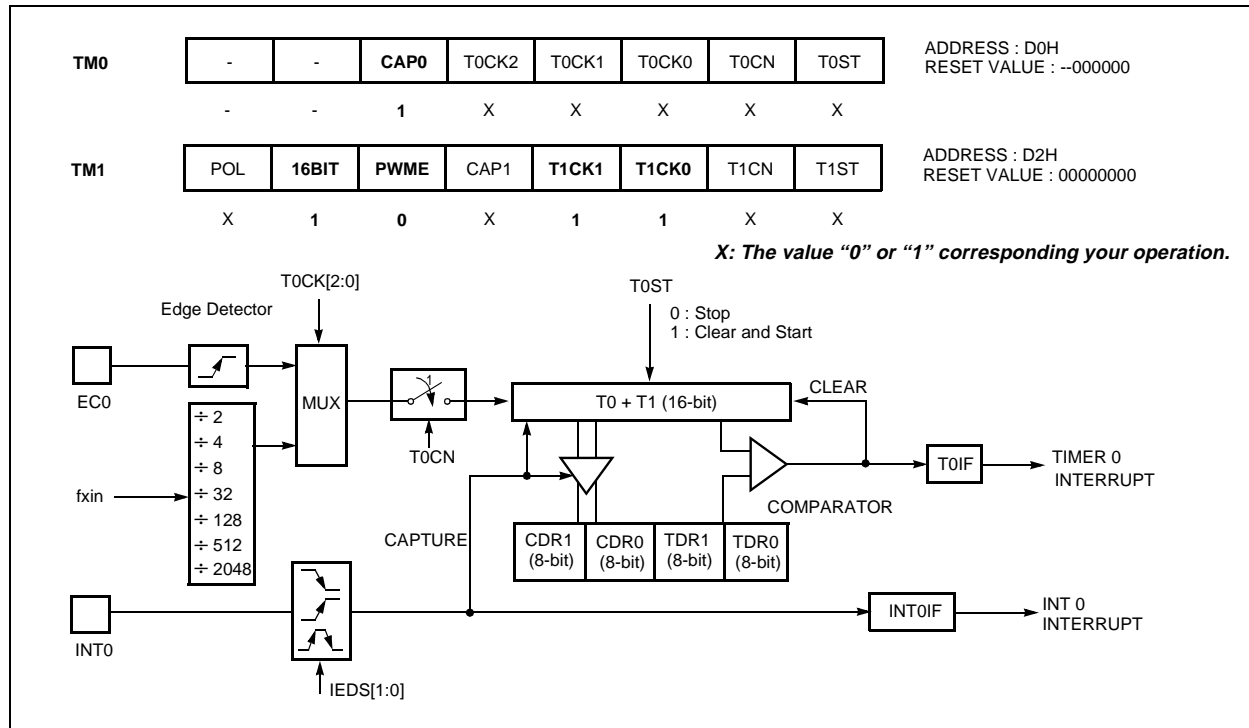 TM0 - - CAP0 T0CK2 T0CK1 T0CK0 T0CN T0ST
ADDRESS : D0H
RESET VALUE : --000000
- - 1 X X X X X
TM1 POL 16BIT PWME CAP1 T1CK1 T1CK0 T1CN T1ST
ADDRESS : D2H
RESET VALUE : 00000000
X 1 0 X 1 1 X X
X: The value “0” or “1” corresponding your operation.
T0CK[2:0]
Edge Detector
T0ST
0 : Stop
1 : Clear and Start
EC0
MUX
1
T0CN
T0 + T1 (16-bit)
CLEAR
fxin
÷ 2
÷ 4
÷ 8
÷ 32
÷ 128
÷ 512
÷ 2048
COMPARATOR
T0IF
TIMER 0
INTERRUPT
CAPTURE
CDR1
(8-bit)
CDR0
(8-bit)
TDR1
(8-bit)
TDR0
(8-bit)
INT0
IEDS[1:0]
INT0IF
INT 0
INTERRUPT